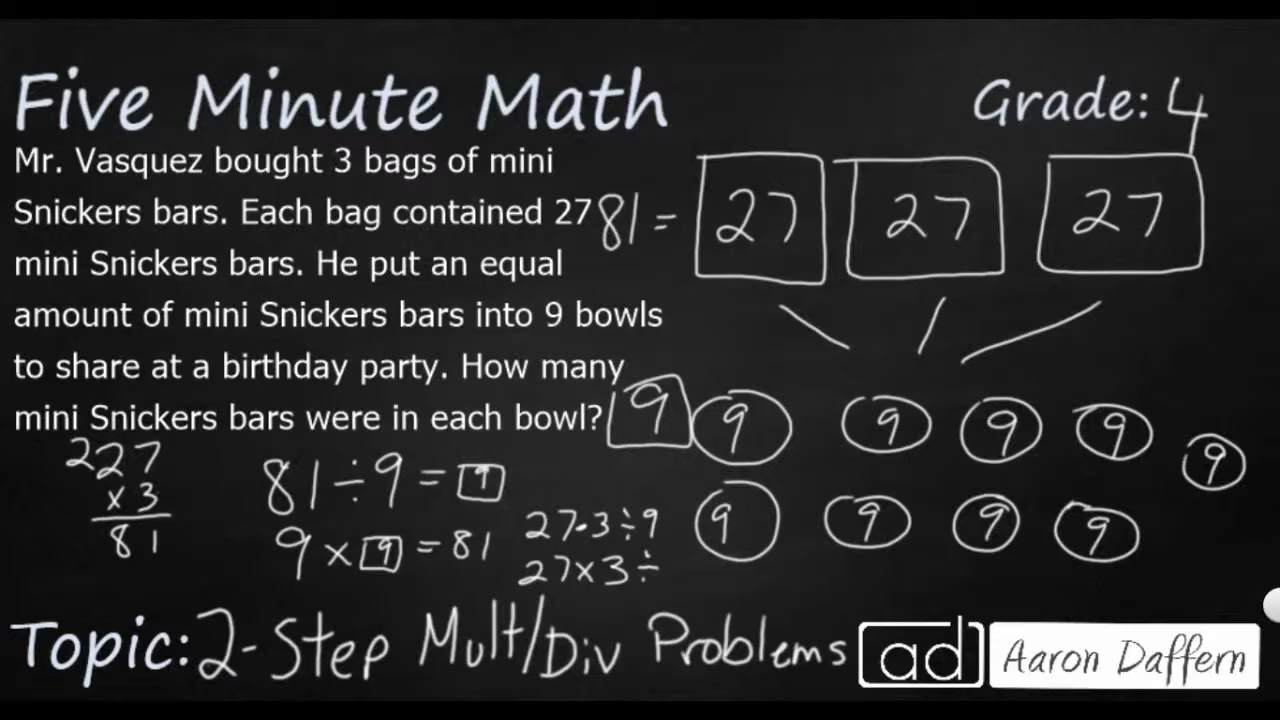 Five Minute Math
Grade: 4
Mr. Vasquez bought 3 bags of mini
Snickers bars. Each bag contained 27
mini Snickers bars. He put an equal
amount of mini Snickers bars into 9 bowls
to share at a birthday party. How many
mini Snickers bars were in each bowl? 9
81 = 27 27 27
9 9 9 9 9
9 9 9 9
2 27
x 3
81
81 ÷ 9 = 9
9 x 9 = 81
27·3÷9
27x3÷
Topic: 2-Step Mult/Div Problems
ad Aaron Daffern